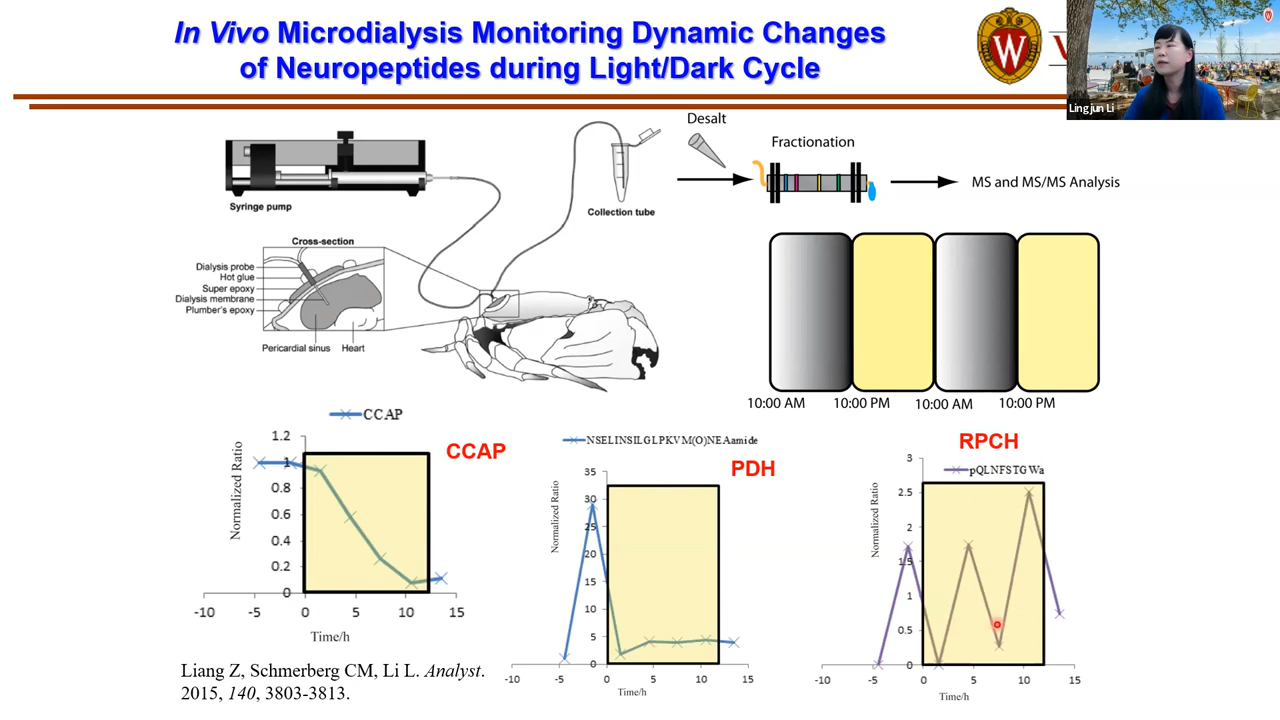 In Vivo Microdialysis Monitoring Dynamic Changes
of Neuropeptides during Light/Dark Cycle
W
Lingjun Li
Desalt
Fractionation
MS and MS/MS Analysis
Syringe pump
Collection tube
Cross-section
Dialysis probe
Hot glue
Super epoxy
Dialysis membrane
Plumber's epoxy
Pericardial sinus
Heart
10:00 AM
10:00 PM
10:00 AM
10:00 PM
CCAP
CCAP
Normalized Ratio
1.2
1
0.8
0.6
0.4
0.2
0
-10
-5
0
5
10
15
Time/h
NSELINSILGLPKVM(O)NEAamide
PDH
Normalized Ratio
35
30
25
20
15
10
5
0
-10
-5
0
5
10
15
Time/h
RPCH
pQLNFSTGWa
Normalized Ratio
3
2.5
2
1.5
1
0.5
0
-10
-5
0
5
10
15
Time/h
Liang Z, Schmerberg CM, Li L. Analyst.
2015, 140, 3803-3813.